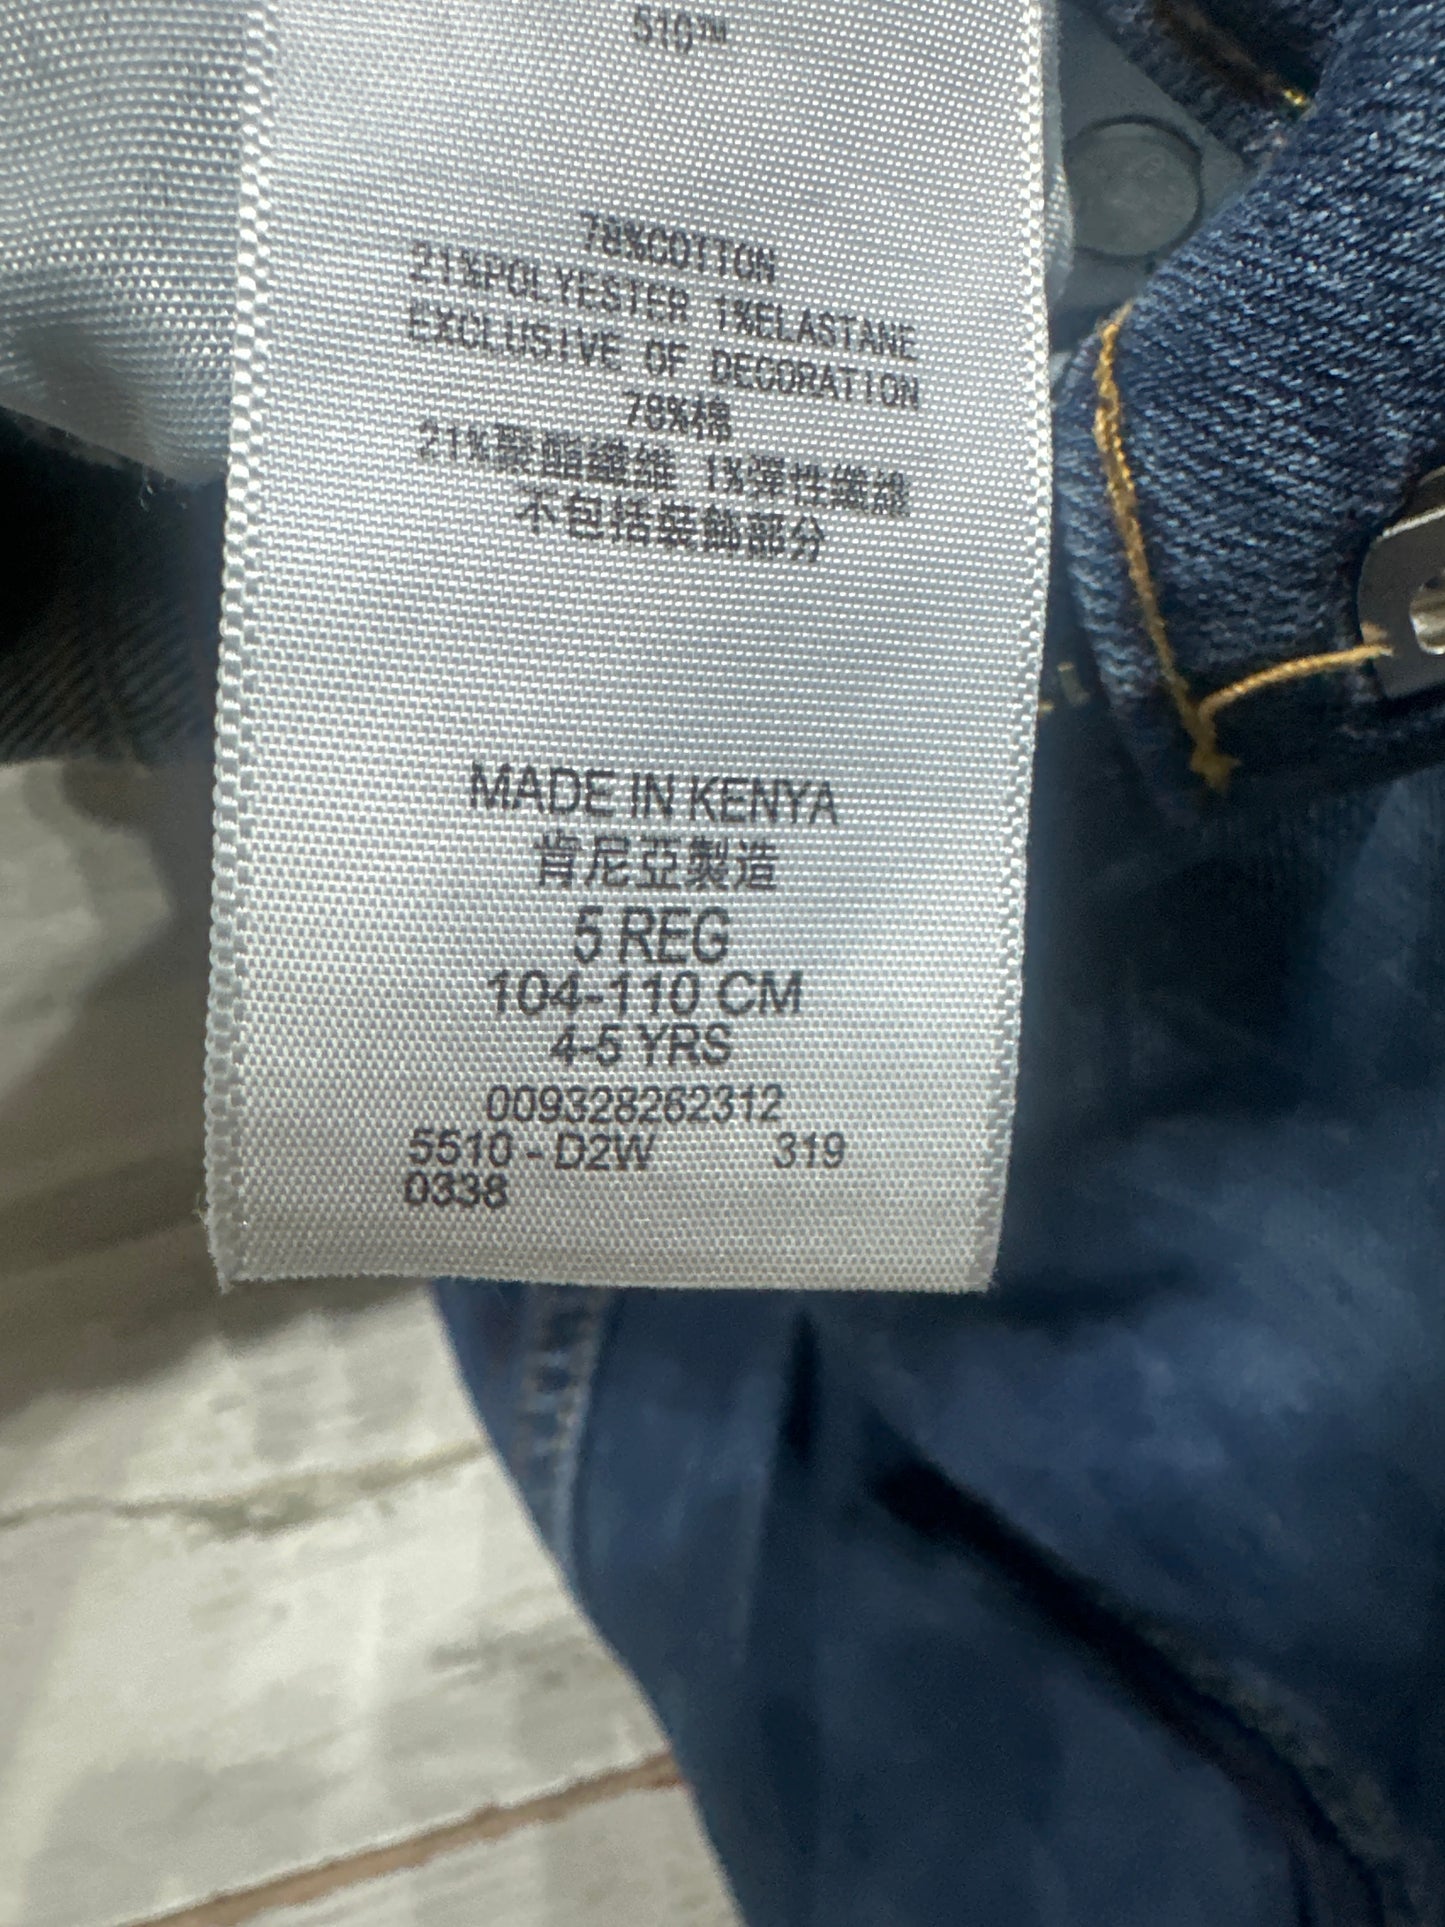 510™
78%COTTON
21%POLYESTER 1%ELASTANE
EXCLUSIVE OF DECORATION
78%棉
21%聚酯纖維 1%彈性纖維
不包括裝飾部分
MADE IN KENYA
肯尼亞製造
5 REG
104-110 CM
4-5 YRS
009328262312
5510 - D2W 319
0338